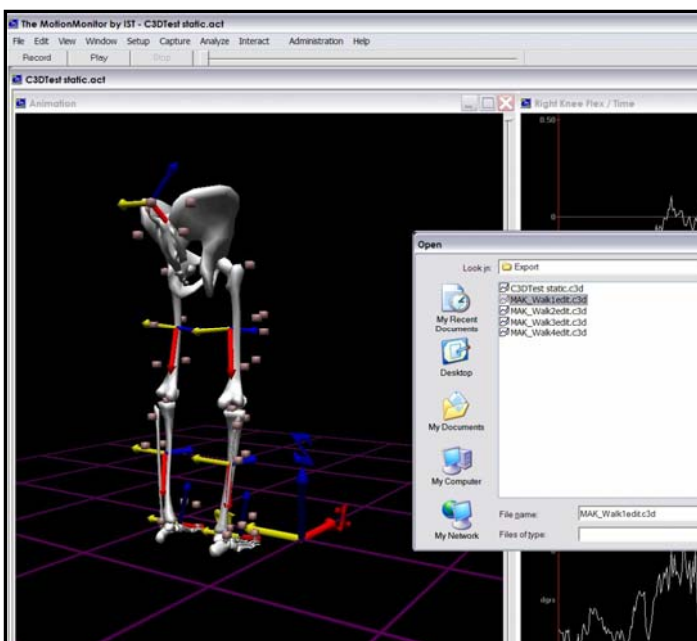 The MotionMonitor by IST - C3DTest static.act
File Edit View Window Setup Capture Analyze Interact Administration Help
Record Play Stop
C3DTest static.act
Animation
Right Knee Flex / Time
0.50
0
Open
Look in: Export
C3DTest static.c3d
MAK_Walk1edit.c3d
MAK_Walk2edit.c3d
MAK_Walk3edit.c3d
MAK_Walk4edit.c3d
My Recent
Documents
Desktop
My Documents
My Computer
My Network
File name: MAK_Walk1edit.c3d
Files of type:
dgrs
X